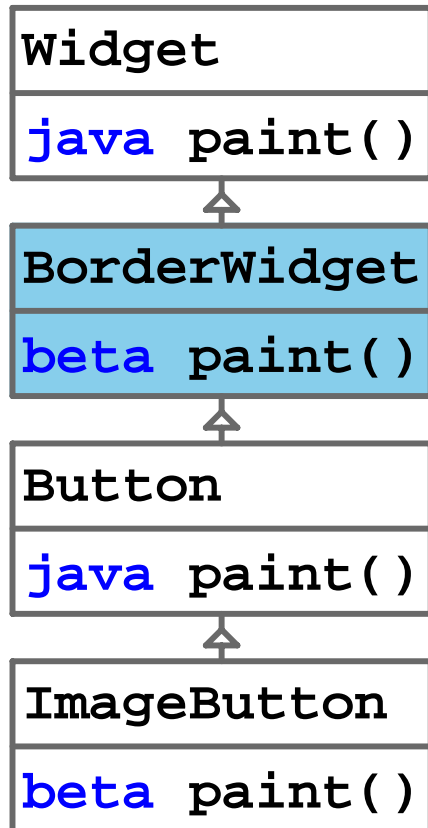 Widget
java paint()
BorderWidget
beta paint()
Button
java paint()
ImageButton
beta paint()